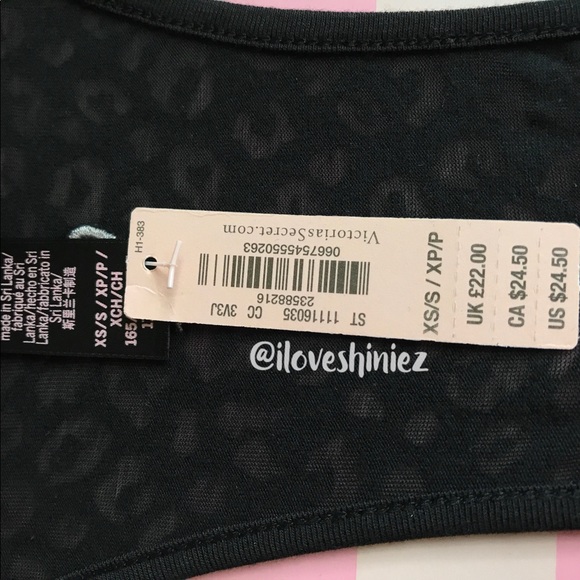 made in Sri Lanka/
fabriqué au Sri
Lanka/hecho en Sri
Lanka/fabbricato in
Sri Lanka/
斯里兰卡制造
XS/S / XP/P /
XCH/CH
H1-383
VictoriasSecret.com
0667545550263
23588216
ST 11116035 CC 3V3J
XS/S / XP/P
UK £22.00
CA $24.50
US $24.50
@iloveshiniez